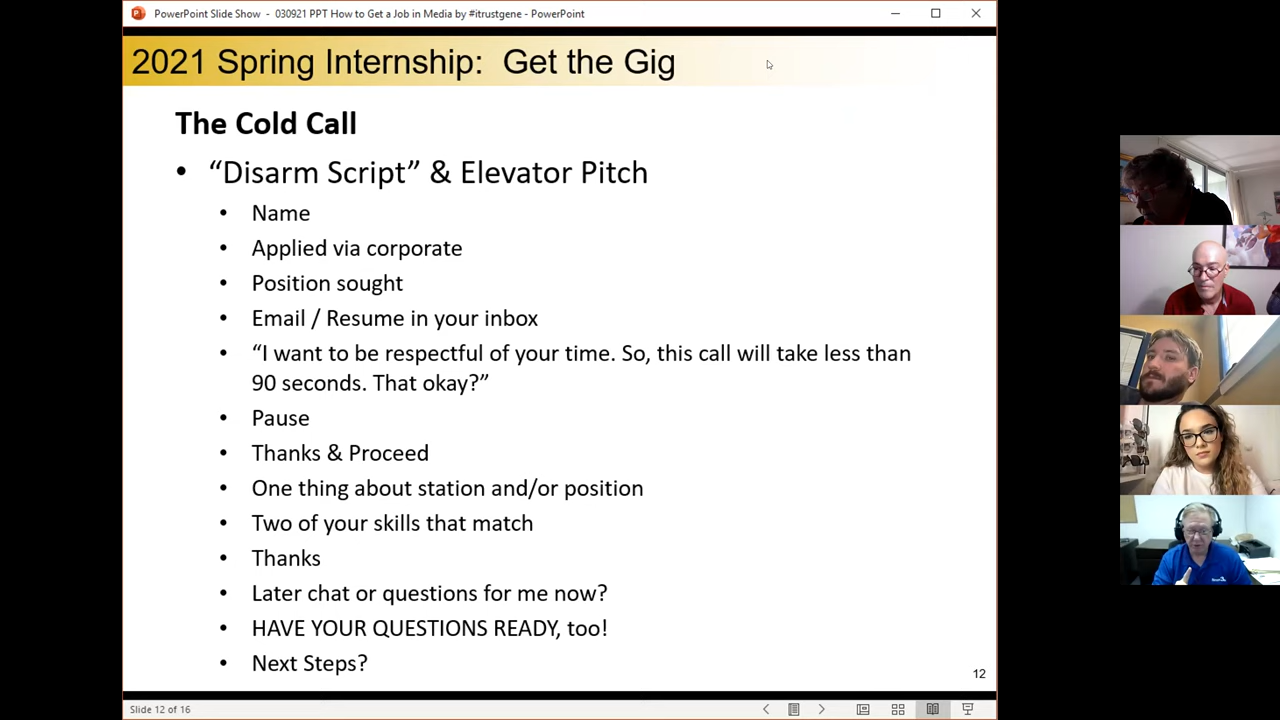 PowerPoint Slide Show - 030921 PPT How to Get a Job in Media by #itrustgene - PowerPoint
2021 Spring Internship: Get the Gig
The Cold Call
• “Disarm Script” & Elevator Pitch
• Name
• Applied via corporate
• Position sought
• Email / Resume in your inbox
• “I want to be respectful of your time. So, this call will take less than
90 seconds. That okay?”
• Pause
• Thanks & Proceed
• One thing about station and/or position
• Two of your skills that match
• Thanks
• Later chat or questions for me now?
• HAVE YOUR QUESTIONS READY, too!
• Next Steps?
12
Slide 12 of 16